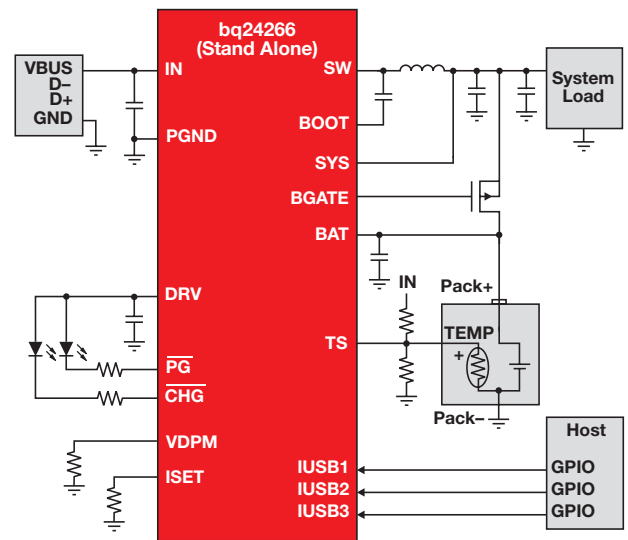 bq24266
(Stand Alone)
VBUS
D–
D+
GND
IN
PGND
SW
BOOT
SYS
BGATE
BAT
System
Load
DRV
PG
CHG
VDPM
ISET
TS
IN
Pack+
TEMP
+
Pack–
Host
IUSB1
GPIO
IUSB2
GPIO
IUSB3
GPIO